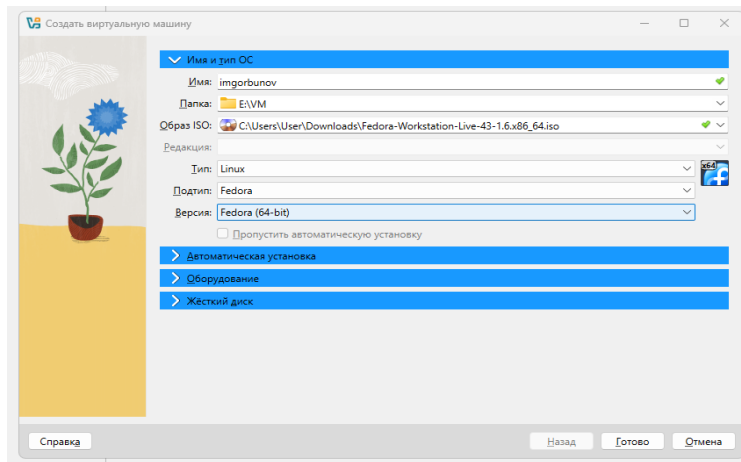 Создать виртуальную машину
Имя и тип ОС
Имя: imgorbunov
Папка: E:\VM
Образ ISO: C:\Users\User\Downloads\Fedora-Workstation-Live-43-1.6.x86_64.iso
Редакция:
Тип: Linux
x64
Подтип: Fedora
Версия: Fedora (64-bit)
Пропустить автоматическую установку
Автоматическая установка
Оборудование
Жёсткий диск
Справка Назад Готово Отмена